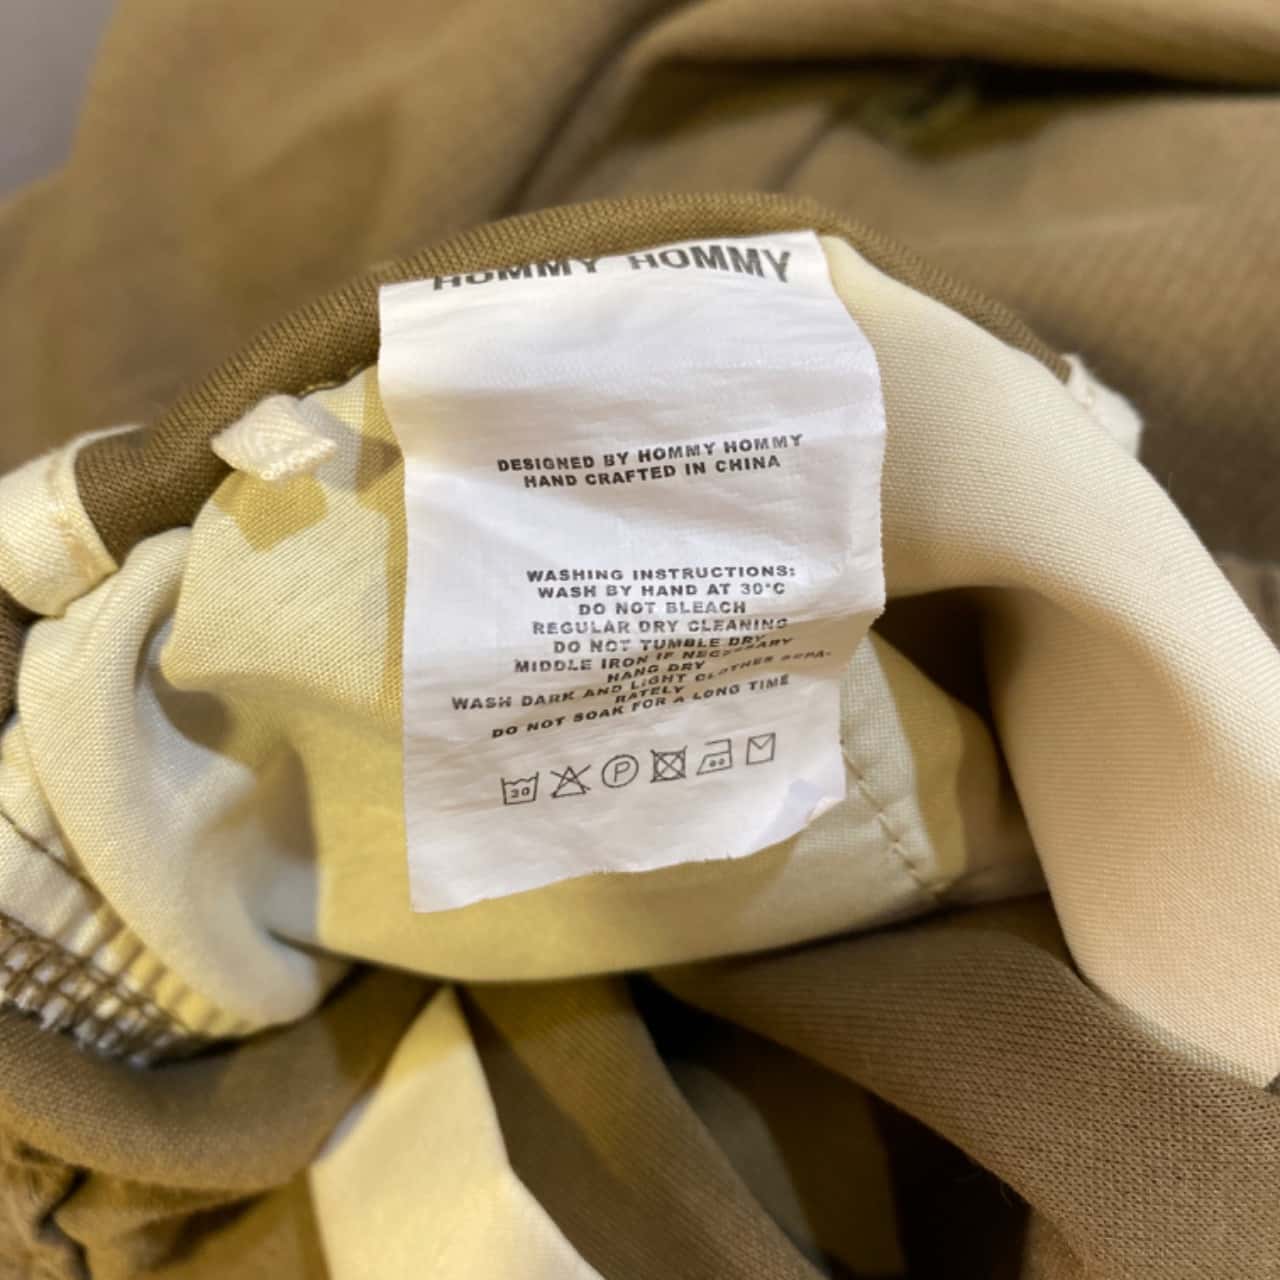 HOMMY HOMMY
DESIGNED BY HOMMY HOMMY
HAND CRAFTED IN CHINA
WASHING INSTRUCTIONS:
WASH BY HAND AT 30°C
DO NOT BLEACH
REGULAR DRY CLEANING
DO NOT TUMBLE DRY
MIDDLE IRON IF NECESSARY
HANG DRY
WASH DARK AND LIGHT CLOTHES SEPA-
RATELY
DO NOT SOAK FOR A LONG TIME
30 P